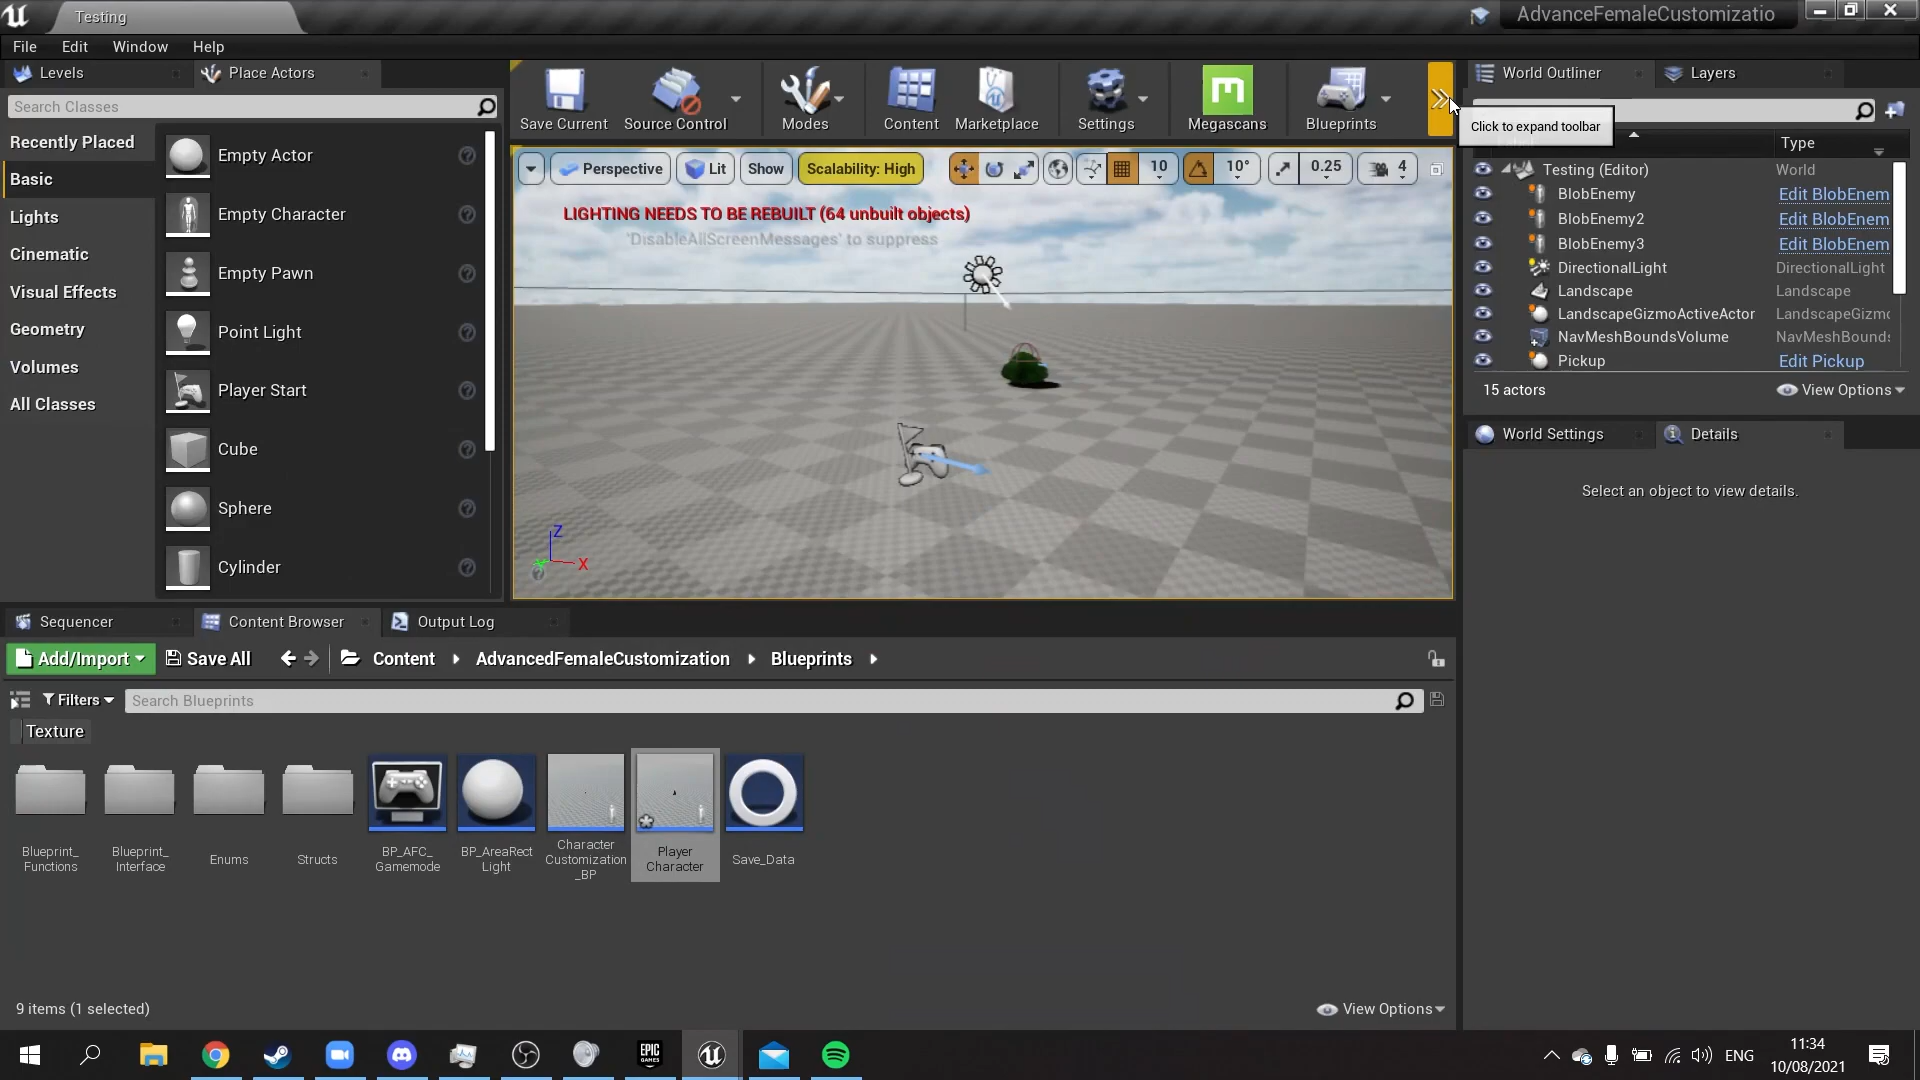 Testing
AdvanceFemaleCustomizatio
File Edit Window Help
Levels
Place Actors
Search Classes
Recently Placed
Basic
Lights
Cinematic
Visual Effects
Geometry
Volumes
All Classes
Empty Actor
Empty Character
Empty Pawn
Point Light
Player Start
Cube
Sphere
Cylinder
Save Current
Source Control
Modes
Content
Marketplace
Settings
Megascans
Blueprints
Click to expand toolbar
Perspective
Lit
Show
Scalability: High
10
10°
0.25
4
LIGHTING NEEDS TO BE REBUILT (64 unbuilt objects)
'DisableAllScreenMessages' to suppress
Z
X
World Outliner
Layers
Type
Testing (Editor) World
BlobEnemy Edit BlobEnem
BlobEnemy2 Edit BlobEnem
BlobEnemy3 Edit BlobEnem
DirectionalLight DirectionalLight
Landscape Landscape
LandscapeGizmoActiveActor LandscapeGizmo
NavMeshBoundsVolume NavMeshBounds
Pickup Edit Pickup
15 actors
View Options
World Settings
Details
Select an object to view details.
Sequencer
Content Browser
Output Log
Add/Import
Save All
Content
AdvancedFemaleCustomization
Blueprints
Filters
Search Blueprints
Texture
Blueprint_
Functions
Blueprint_
Interface
Enums
Structs
BP_AFC_
Gamemode
BP_AreaRect
Light
Character
Customization
_BP
Player
Character
Save_Data
9 items (1 selected)
View Options
EPIC
GAMES
ENG
11:34
10/08/2021